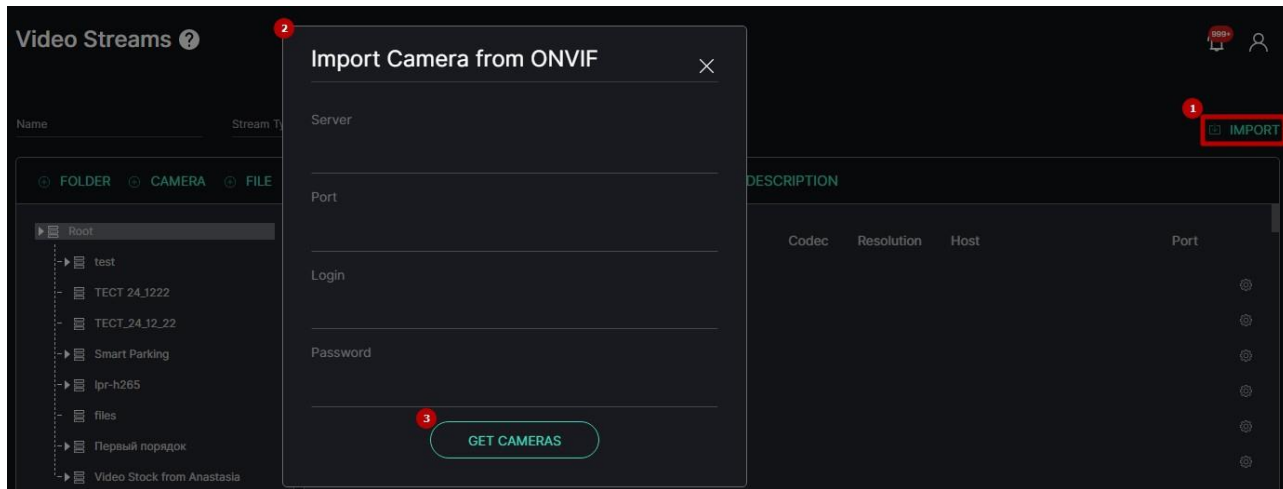 Video Streams ?
999+
Name
Stream Ty
1
IMPORT
FOLDER CAMERA FILE
DESCRIPTION
Root
test
ТЕСТ 24_1222
ТЕСТ_24_12_22
Smart Parking
lpr-h265
files
Первый порядок
Video Stock from Anastasia
Codec Resolution Host Port
2
Import Camera from ONVIF
Server
Port
Login
Password
3
GET CAMERAS